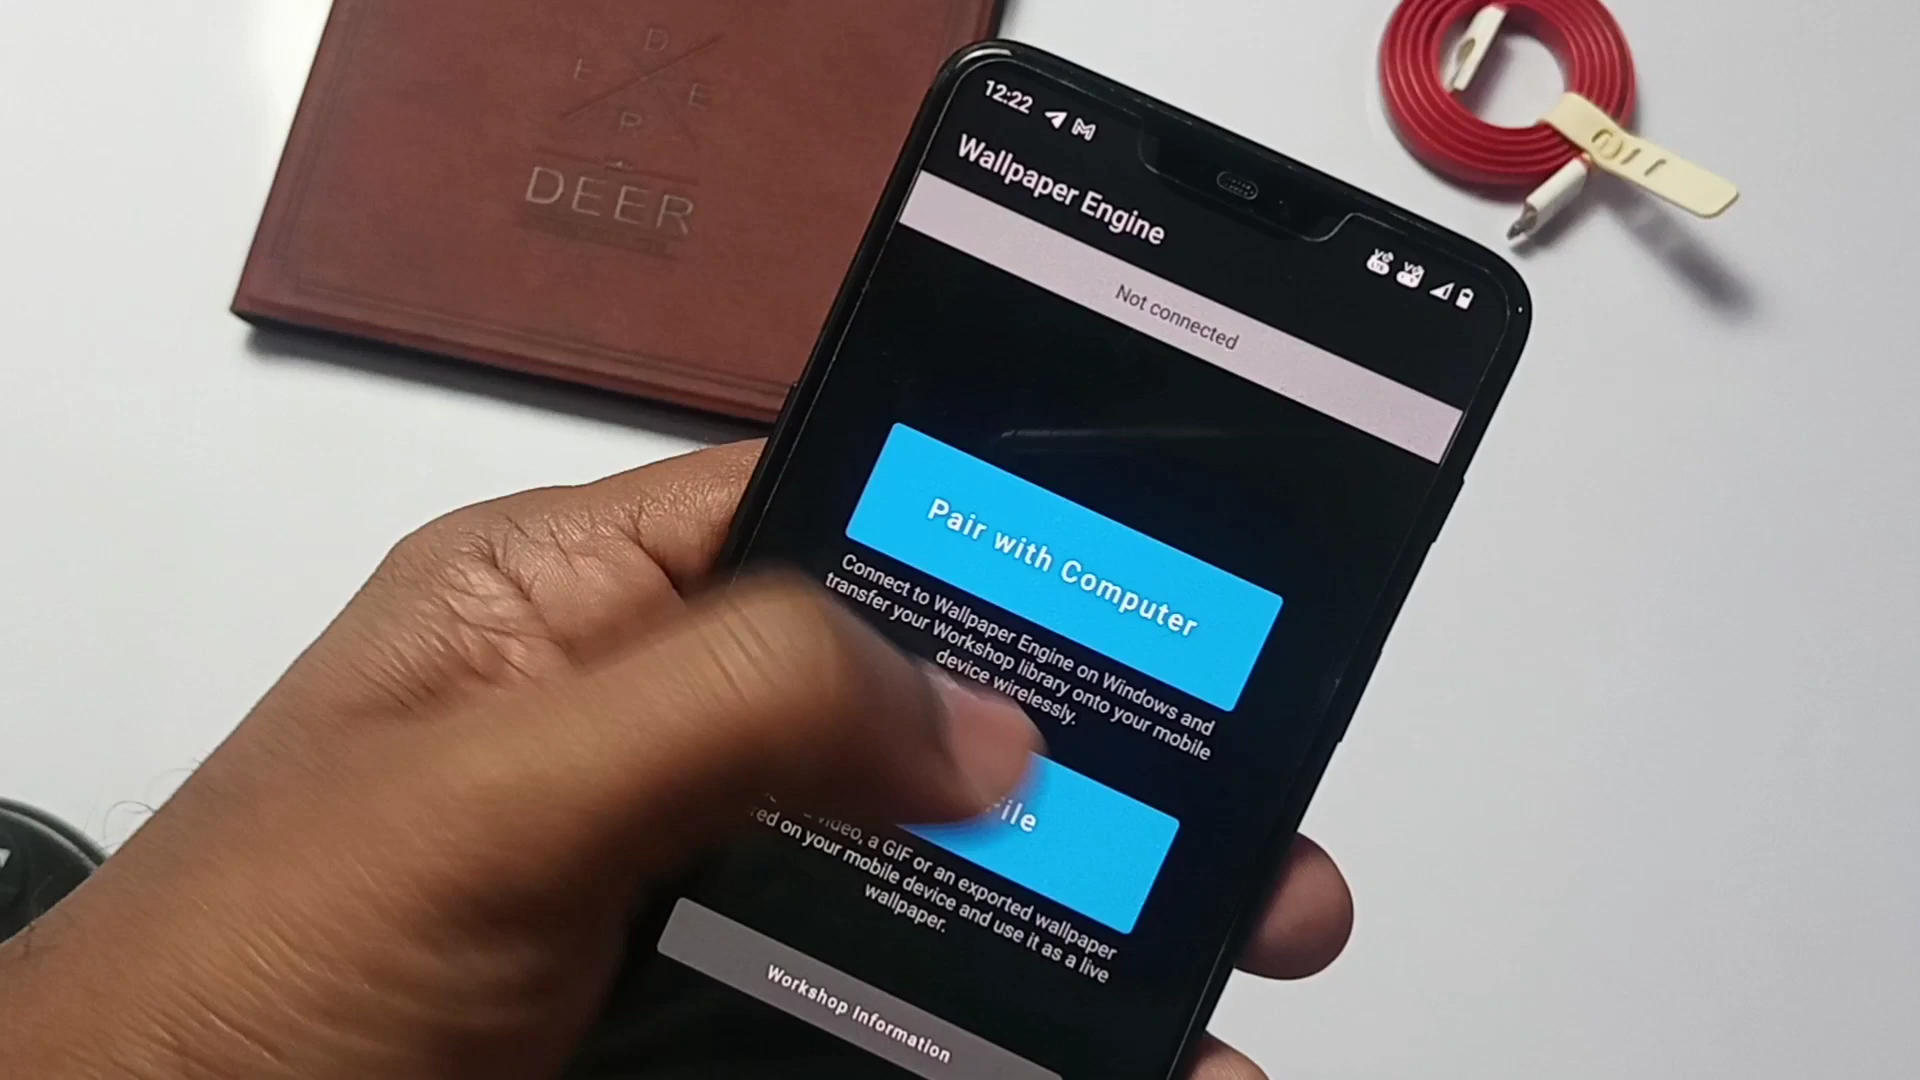 D
E E
R
DEER
12:22
Wallpaper Engine
Not connected
Pair with Computer
Connect to Wallpaper Engine on Windows and
transfer your Workshop library onto your mobile
device wirelessly.
File
video, a GIF or an exported wallpaper
on your mobile device and use it as a live
wallpaper.
Workshop Information